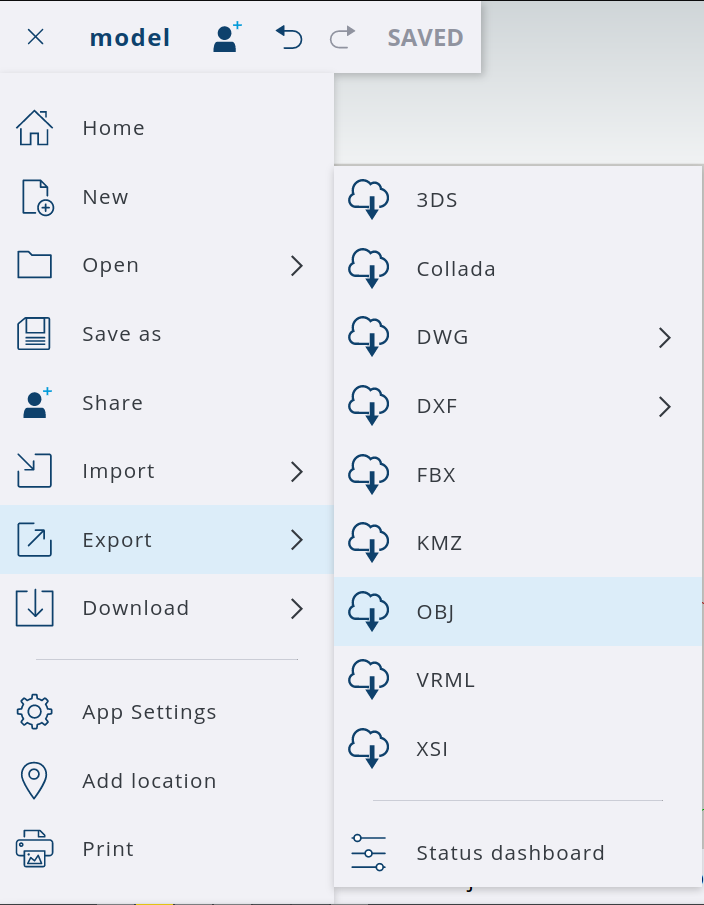 model SAVED
Home
New
Open
Save as
Share
Import
Export
Download
App Settings
Add location
Print
3DS
Collada
DWG
DXF
FBX
KMZ
OBJ
VRML
XSI
Status dashboard